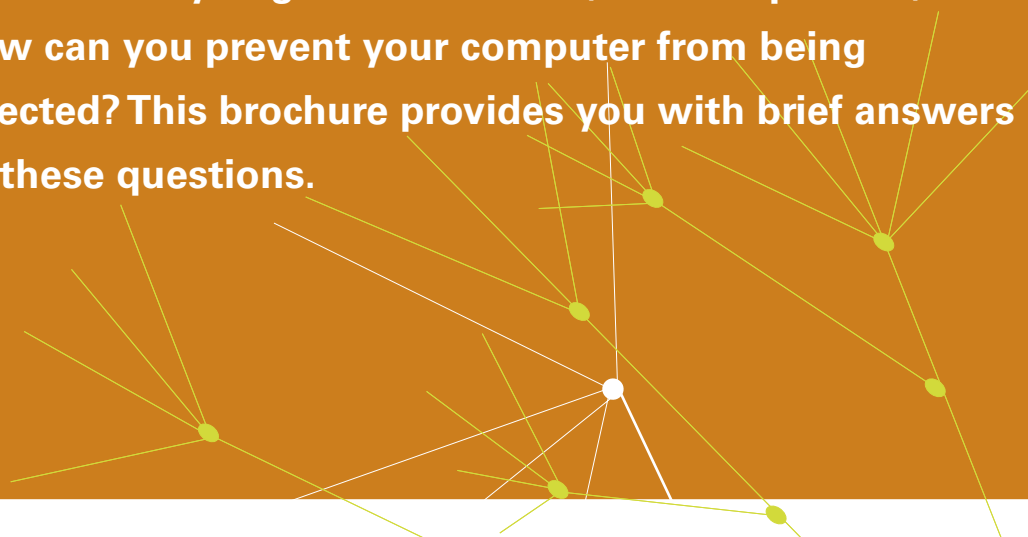 w can you prevent your computer from being
ected? This brochure provides you with brief answers
these questions.